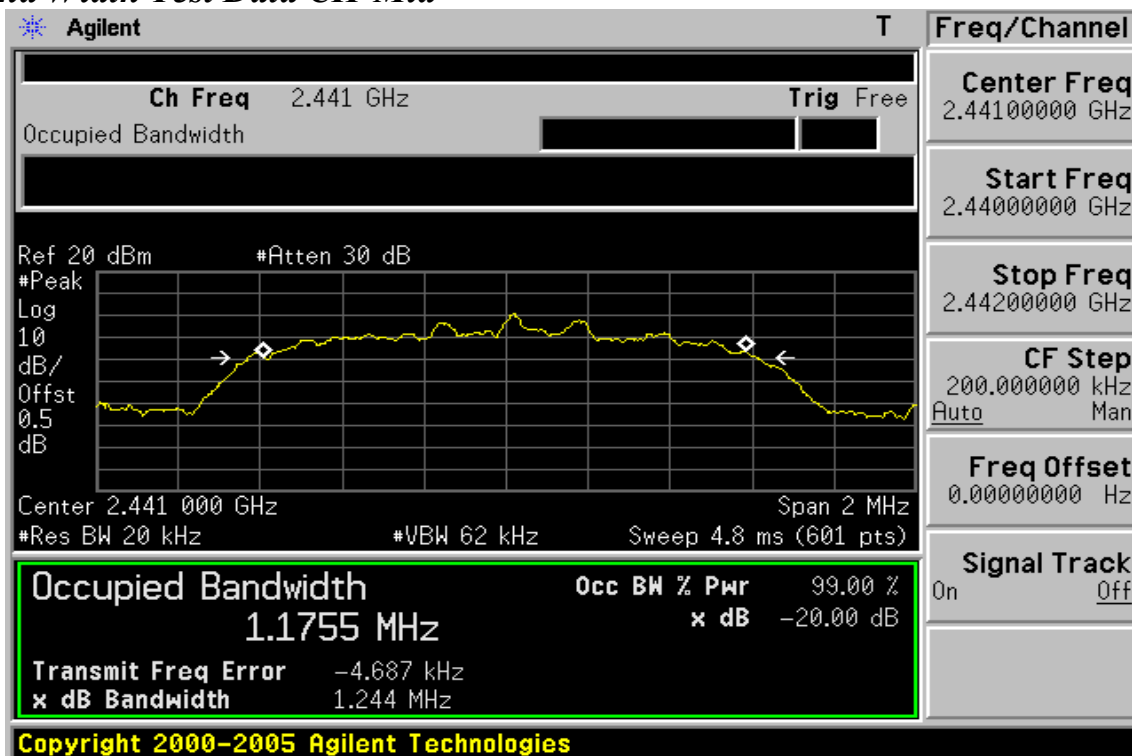 Width Test Data CH-Mid
Agilent T
Ch Freq 2.441 GHz Trig Free
Occupied Bandwidth
Ref 20 dBm #Atten 30 dB
#Peak
Log
10
dB/
Offst
0.5
dB
Center 2.441 000 GHz Span 2 MHz
#Res BW 20 kHz #VBW 62 kHz Sweep 4.8 ms (601 pts)
Occupied Bandwidth Occ BW % Pwr 99.00 %
1.1755 MHz x dB -20.00 dB
Transmit Freq Error -4.687 kHz
x dB Bandwidth 1.244 MHz
Copyright 2000-2005 Agilent Technologies
Freq/Channel
Center Freq
2.44100000 GHz
Start Freq
2.44000000 GHz
Stop Freq
2.44200000 GHz
CF Step
200.000000 kHz
Auto Man
Freq Offset
0.00000000 Hz
Signal Track
On Off